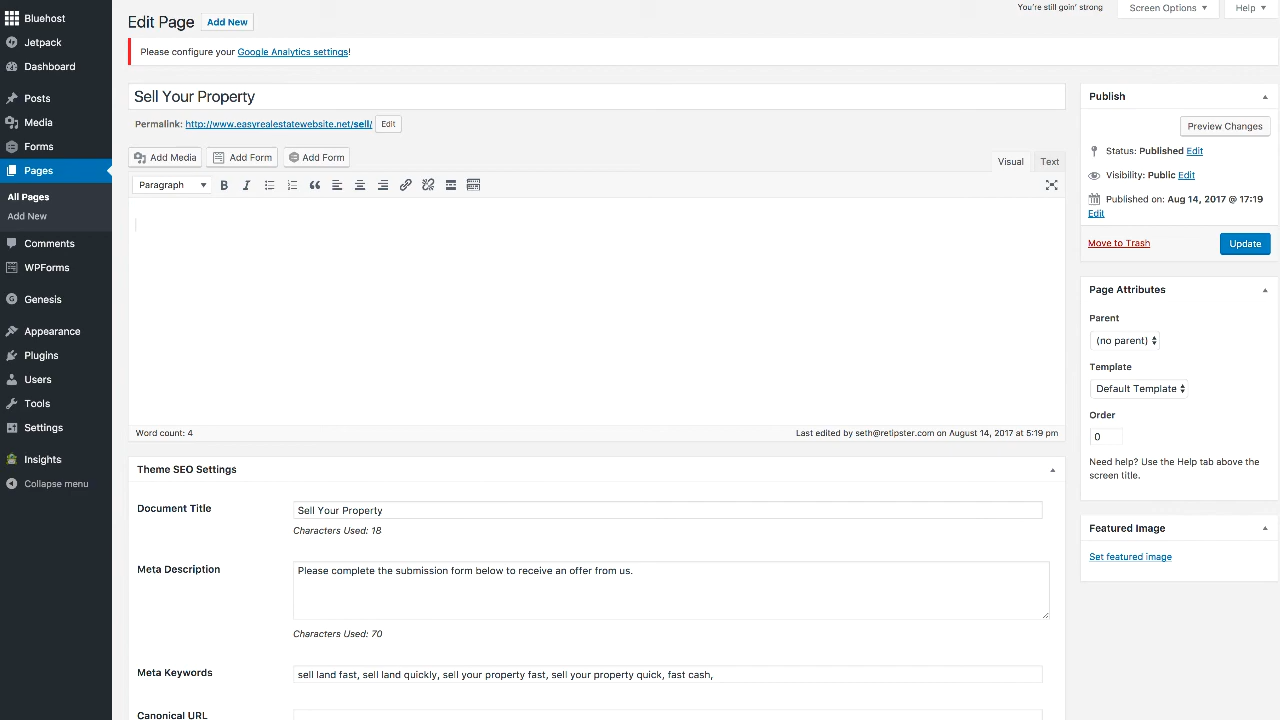 You're still goin' strong
Screen Options
Help
Bluehost
Jetpack
Dashboard
Posts
Media
Forms
Pages
All Pages
Add New
Comments
WPForms
Genesis
Appearance
Plugins
Users
Tools
Settings
Insights
Collapse menu
Edit Page
Add New
Please configure your Google Analytics settings!
Sell Your Property
Permalink: http://www.easyrealestatewebsite.net/sell/ Edit
Add Media
Add Form
Add Form
Visual
Text
Paragraph
B I
Word count: 4
Last edited by seth@retipster.com on August 14, 2017 at 5:19 pm
Theme SEO Settings
Document Title
Sell Your Property
Characters Used: 18
Meta Description
Please complete the submission form below to receive an offer from us.
Characters Used: 70
Meta Keywords
sell land fast, sell land quickly, sell your property fast, sell your property quick, fast cash,
Canonical URL
Publish
Preview Changes
Status: Published Edit
Visibility: Public Edit
Published on: Aug 14, 2017 @ 17:19
Edit
Move to Trash
Update
Page Attributes
Parent
(no parent)
Template
Default Template
Order
0
Need help? Use the Help tab above the
screen title.
Featured Image
Set featured image